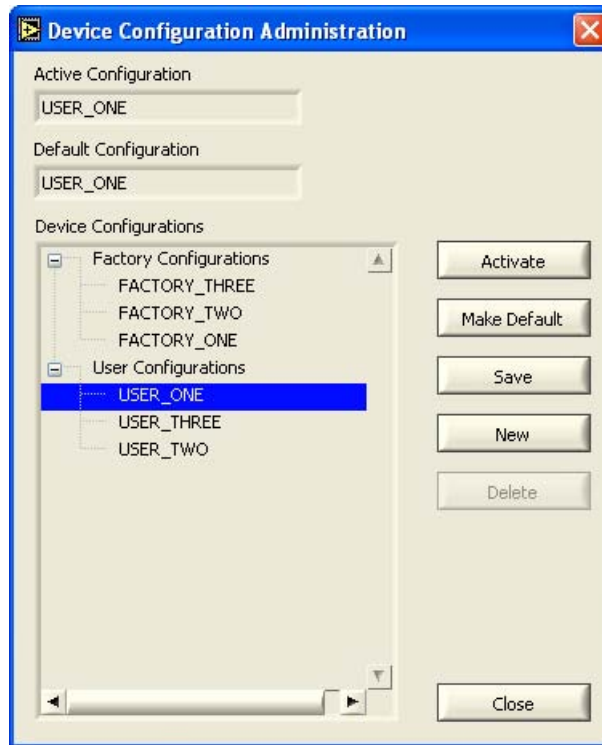 Device Configuration Administration
Active Configuration
USER_ONE
Default Configuration
USER_ONE
Device Configurations
Factory Configurations
FACTORY_THREE
FACTORY_TWO
FACTORY_ONE
User Configurations
USER_ONE
USER_THREE
USER_TWO
Activate
Make Default
Save
New
Delete
Close